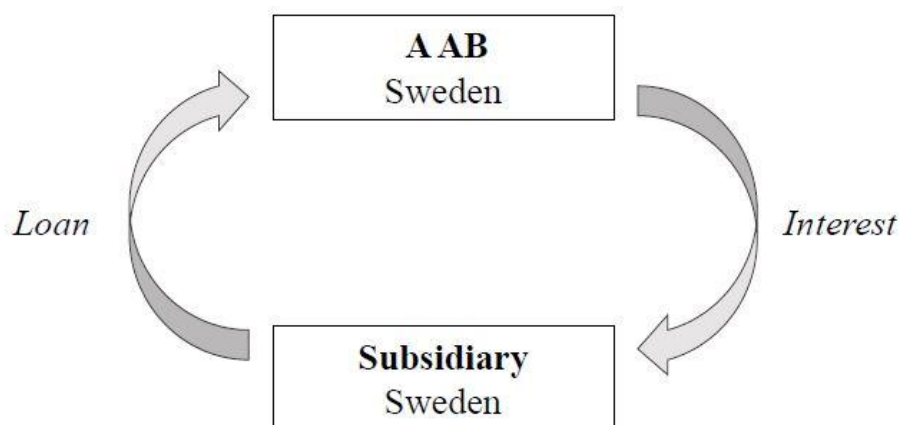 A AB
Sweden
Loan
Interest
Subsidiary
Sweden